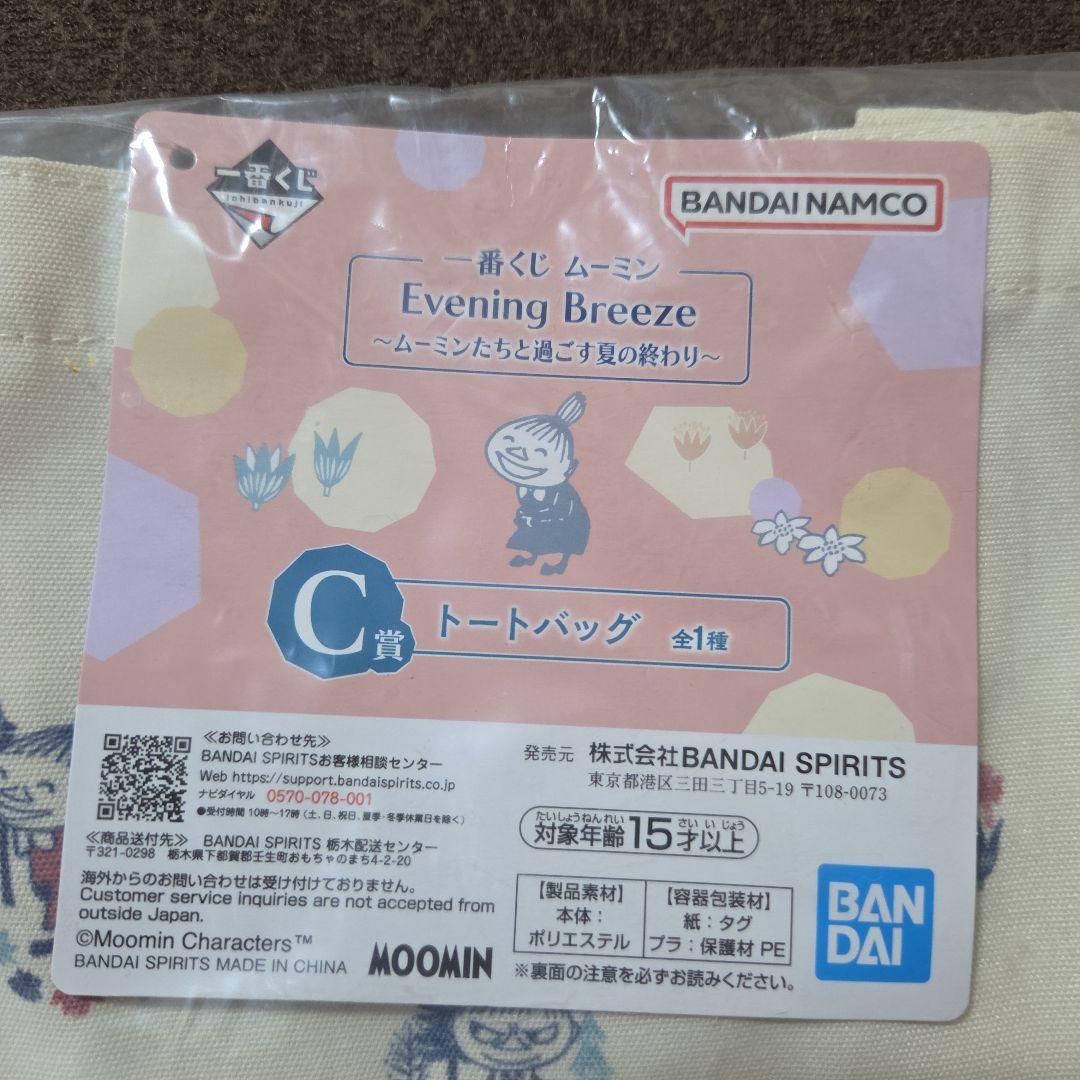 一番くじ
ichibankuji
BANDAI NAMCO
一番くじ ムーミン
Evening Breeze
～ムーミンたちと過ごす夏の終わり～
C賞 トートバッグ 全1種
≪お問い合わせ先≫
BANDAI SPIRITSお客様相談センター
Web https://support.bandaispirits.co.jp
ナビダイヤル 0570-078-001
●受付時間 10時～17時 (土、日、祝日、夏季・冬季休業日を除く)
≪商品送付先≫ BANDAI SPIRITS 栃木配送センター
〒321-0298 栃木県下都賀郡壬生町おもちゃのまち4-2-20
海外からのお問い合わせは受け付けておりません。
Customer service inquiries are not accepted from
outside Japan.
©Moomin Characters™
BANDAI SPIRITS MADE IN CHINA
MOOMIN
発売元 株式会社BANDAI SPIRITS
東京都港区三田三丁目5-19 〒108-0073
たいしょうねんれい さいいじょう
対象年齢15才以上
【製品素材】
本体：
ポリエステル
【容器包装材】
紙：タグ
プラ：保護材 PE
※裏面の注意を必ずお読みください。
BAN
DAI